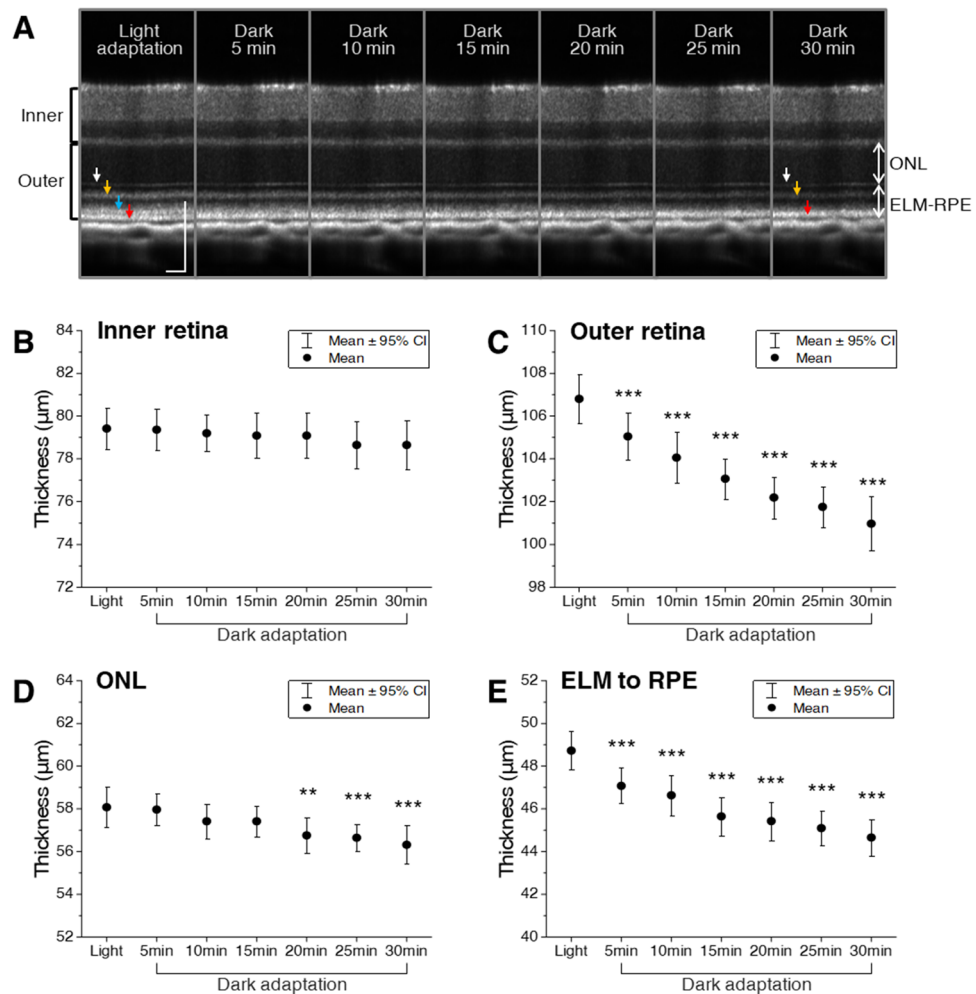 A
Light
adaptation
Dark
5 min
Dark
10 min
Dark
15 min
Dark
20 min
Dark
25 min
Dark
30 min
Inner
Outer
ONL
ELM-RPE
B
Inner retina
Mean ± 95% CI
Mean
Thickness (µm)
84
82
80
78
76
74
72
Light 5min 10min 15min 20min 25min 30min
Dark adaptation
C
Outer retina
Mean ± 95% CI
Mean
Thickness (µm)
110
108
106
104
102
100
98
*** *** *** *** *** ***
Light 5min 10min 15min 20min 25min 30min
Dark adaptation
D
ONL
Mean ± 95% CI
Mean
Thickness (µm)
64
62
60
58
56
54
52
** *** ***
Light 5min 10min 15min 20min 25min 30min
Dark adaptation
E
ELM to RPE
Mean ± 95% CI
Mean
Thickness (µm)
52
50
48
46
44
42
40
*** *** *** *** *** ***
Light 5min 10min 15min 20min 25min 30min
Dark adaptation